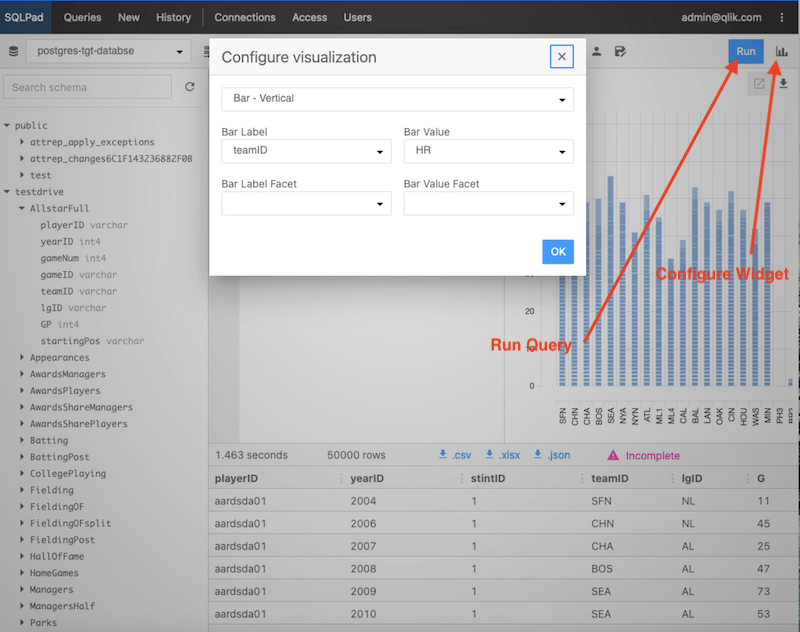 SQLPad Queries New History Connections Access Users admin@qlik.com
postgres-tgt-databse Run
Search schema
public
attrep_apply_exceptions
attrep_changes6C1F143236882F0B
test
testdrive
AllstarFull
playerID varchar
yearID int4
gameNum int4
gameID varchar
teamID varchar
lgID varchar
GP int4
startingPos varchar
Appearances
AwardsManagers
AwardsPlayers
AwardsShareManagers
AwardsSharePlayers
Batting
BattingPost
CollegePlaying
Fielding
FieldingOF
FieldingOFsplit
FieldingPost
HallOfFame
HomeGames
Managers
ManagersHalf
Parks
Configure visualization
Bar - Vertical
Bar Label Bar Value
teamID HR
Bar Label Facet Bar Value Facet
OK
Configure Widget
Run Query
20
10
0
SFN CHN CHA BOS SEA NYA NYN ATL ML1 ML4 CAL BAL LAN OAK CIN HOU WAS MIN PH3
1.463 seconds 50000 rows .csv .xlsx .json Incomplete
playerID yearID stintID teamID lgID G
aardsda01 2004 1 SFN NL 11
aardsda01 2006 1 CHN NL 45
aardsda01 2007 1 CHA AL 25
aardsda01 2008 1 BOS AL 47
aardsda01 2009 1 SEA AL 73
aardsda01 2010 1 SEA AL 53